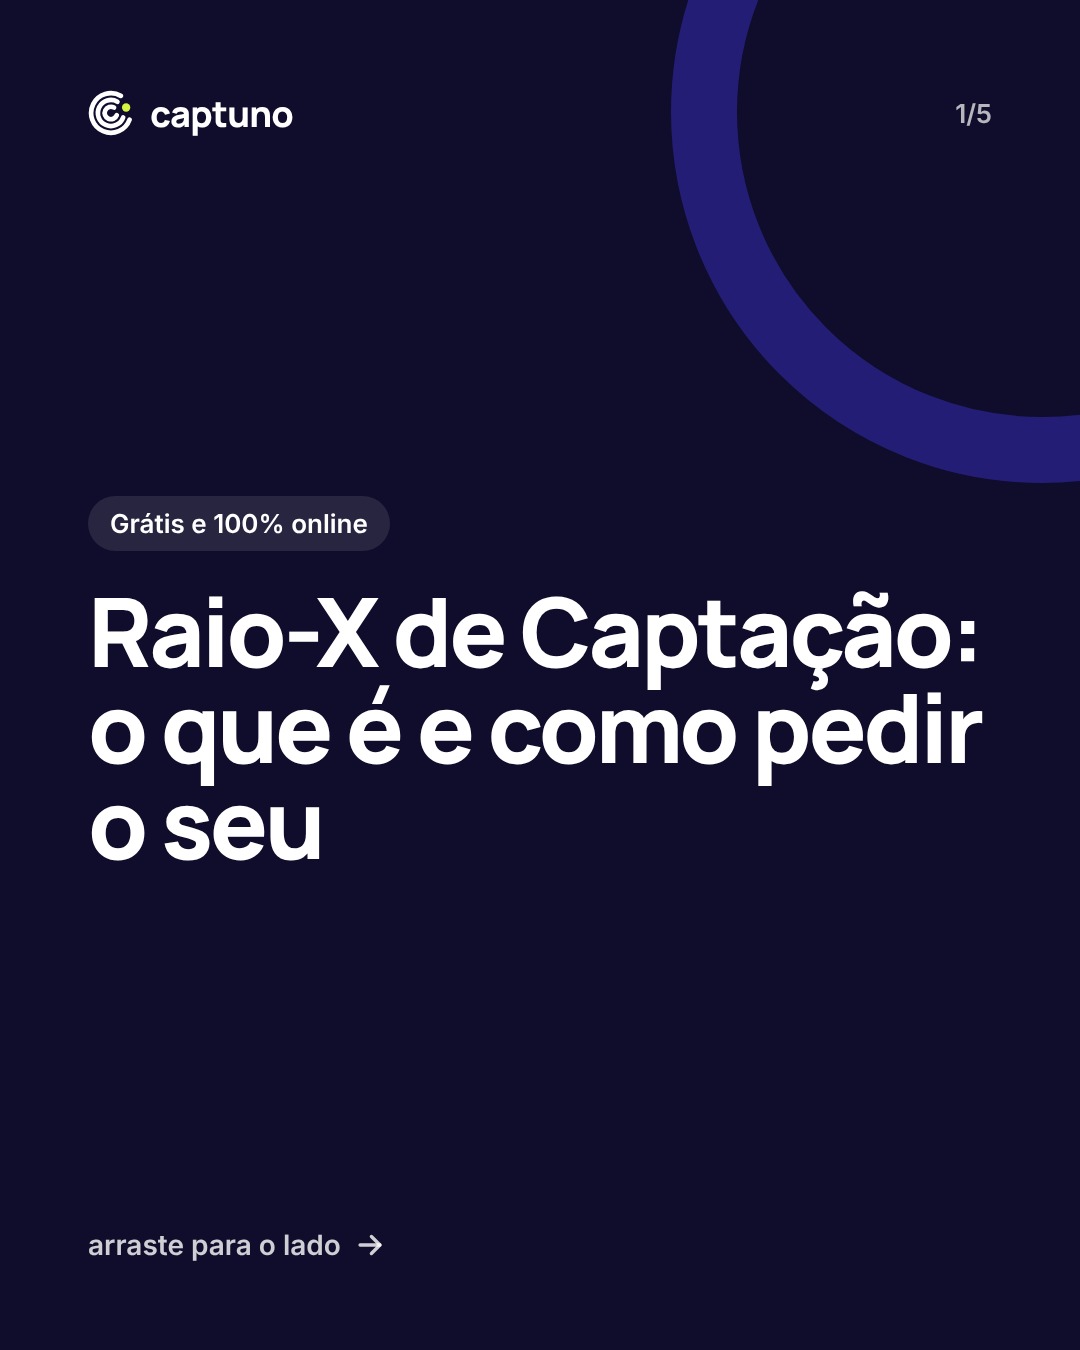 captuno
1/5
Grátis e 100% online
Raio-X de Captação:
o que é e como pedir
o seu
arraste para o lado →